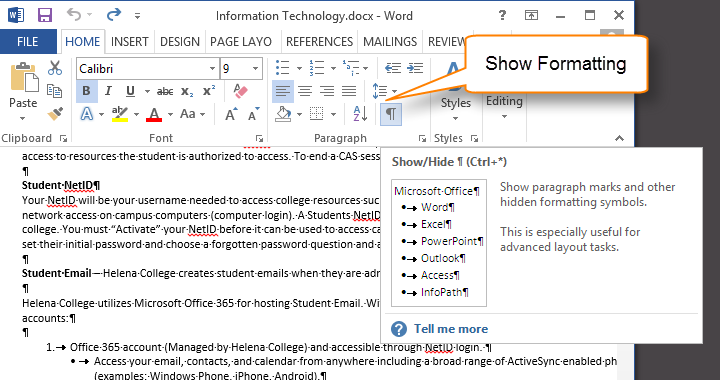 Information Technology.docx - Word
FILE HOME INSERT DESIGN PAGE LAYO REFERENCES MAILINGS REVIEW
Show Formatting
Calibri 9
Paste
B I U abc x₂ x²
A ab A Aa A A
Styles
Editing
Clipboard Font Paragraph Styles
access·to·resources·the·student·is·authorized·to·access.·To·end·a·CAS·sess
¶
Student·NetID¶
Your·NetID·will·be·your·username·needed·to·access·college·resources·suc
network·access·on·campus·computers·(computer·login).·A·Students·NetID
college.·You·must·“Activate”·your·NetID·before·it·can·be·used·to·access·ca
set·their·initial·password·and·choose·a·forgotten·password·question·and·a
¶
Student·Email·–·Helena·College·creates·student·emails·when·they·are·adm
¶
Helena·College·utilizes·Microsoft·Office·365·for·hosting·Student·Email.·Wi
accounts:¶
¶
1.→ Office·365·account·(Managed·by·Helena·College)·and·accessible·through·NetID·login.·¶
•→ Access·your·email,·contacts,·and·calendar·from·anywhere·including·a·broad·range·of·ActiveSync·enabled·ph
(examples:·Windows·Phone,·iPhone,·Android).¶
Show/Hide ¶ (Ctrl+*)
Microsoft·Office¶
•→ Word¶
•→ Excel¶
•→ PowerPoint¶
•→ Outlook¶
•→ Access¶
•→ InfoPath¶
Show paragraph marks and other
hidden formatting symbols.
This is especially useful for
advanced layout tasks.
Tell me more